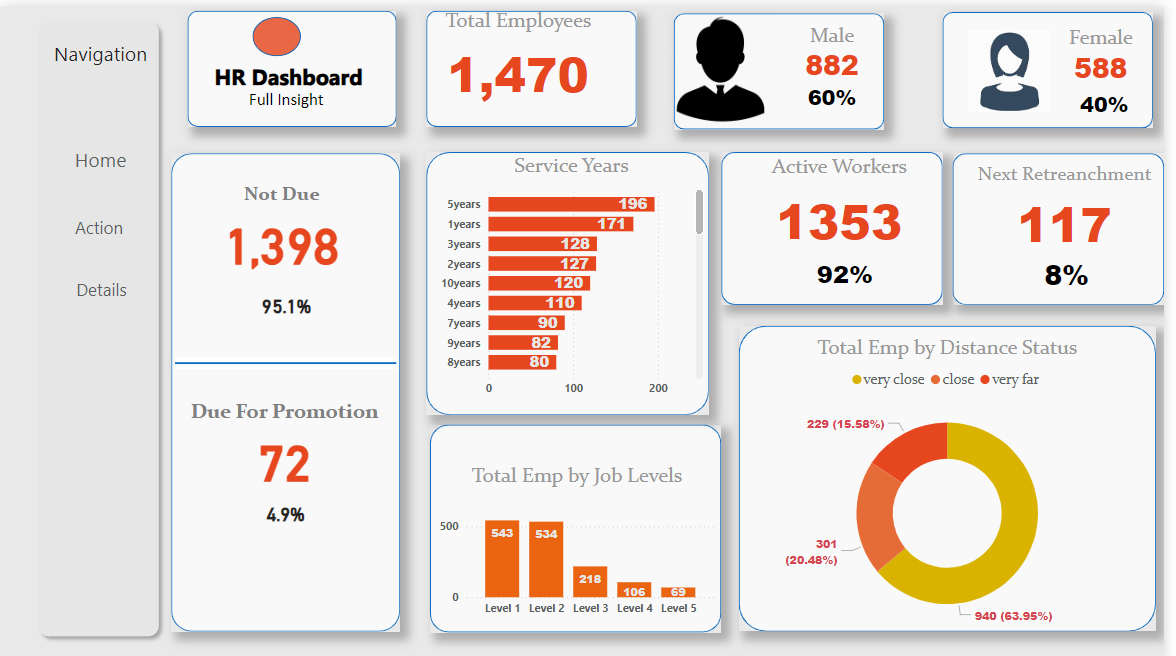 Navigation
Home
Action
Details
HR Dashboard
Full Insight
Total Employees
1,470
Male
882
60%
Female
588
40%
Not Due
1,398
95.1%
Due For Promotion
72
4.9%
Service Years
5years 196
1years 171
3years 128
2years 127
10years 120
4years 110
7years 90
9years 82
8years 80
0 100 200
Active Workers
1353
92%
Next Retreanchment
117
8%
Total Emp by Job Levels
500
0
543 534 218 106 69
Level 1 Level 2 Level 3 Level 4 Level 5
Total Emp by Distance Status
very close close very far
229 (15.58%)
301
(20.48%)
940 (63.95%)